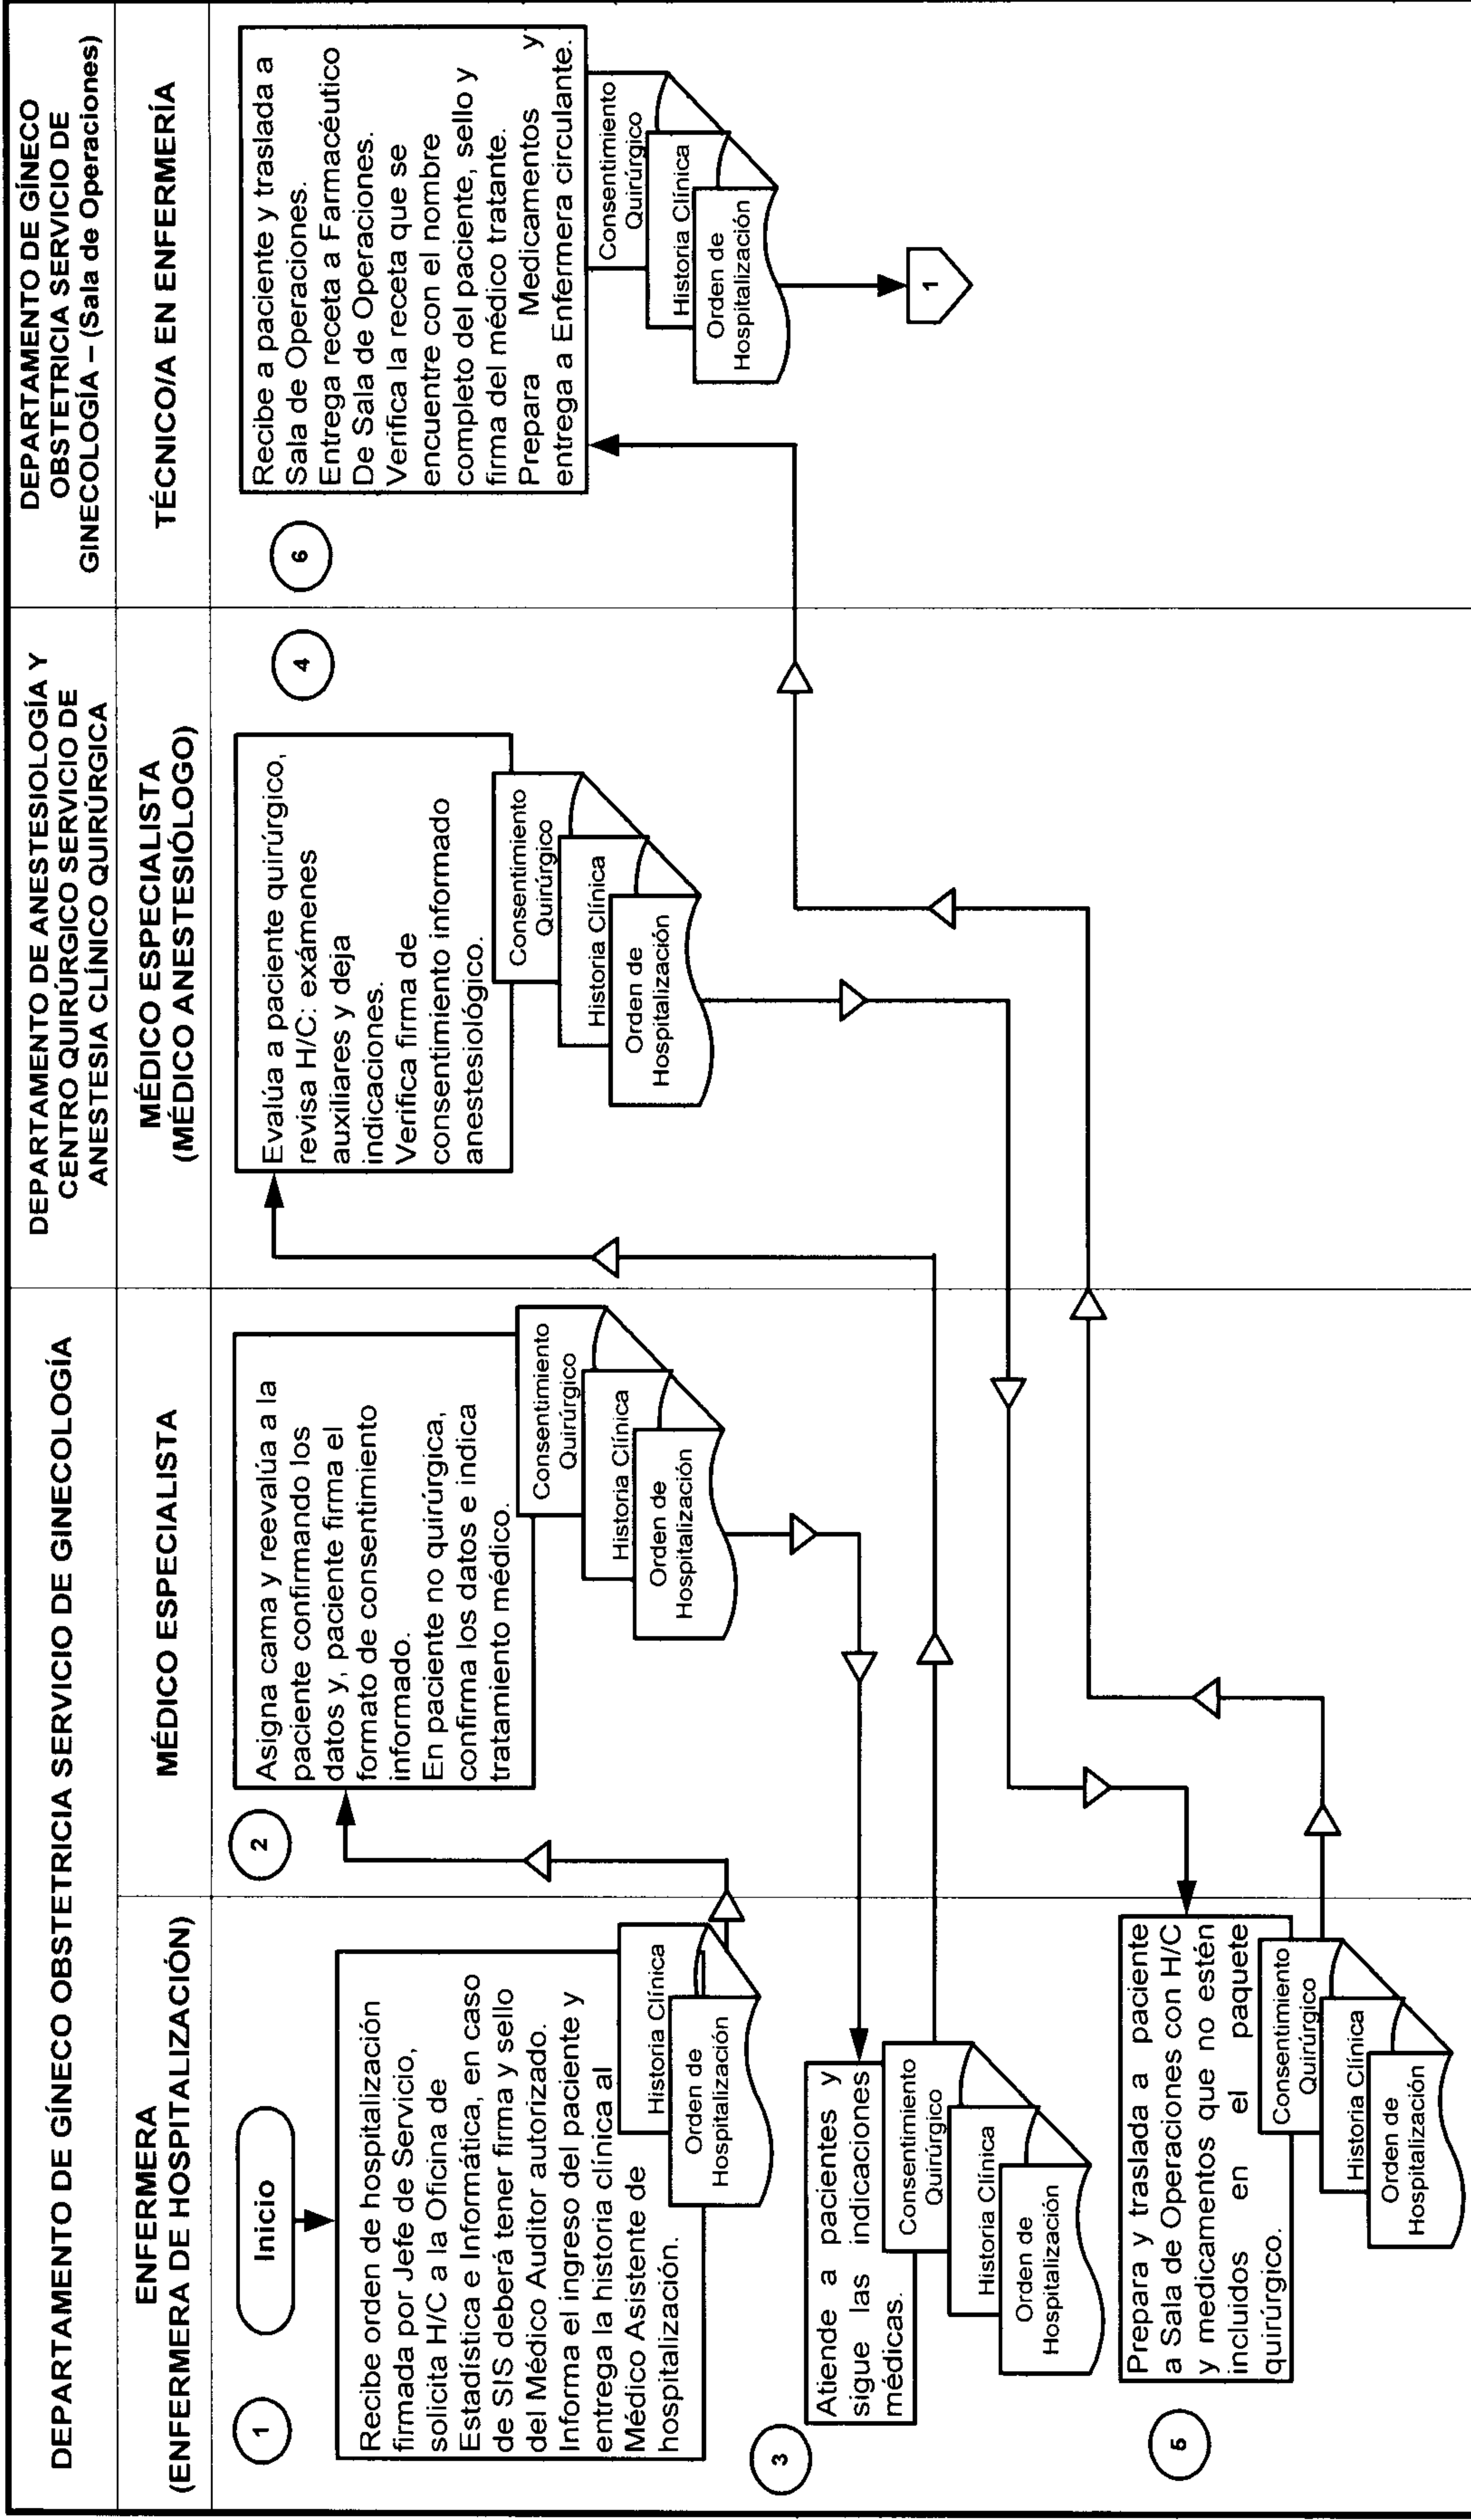 DEPARTAMENTO DE GÍNECO OBSTETRICIA SERVICIO DE GINECOLOGÍA
DEPARTAMENTO DE ANESTESIOLOGÍA Y
CENTRO QUIRÚRGICO SERVICIO DE
ANESTESIA CLÍNICO QUIRÚRGICA
DEPARTAMENTO DE GÍNECO
OBSTETRICIA SERVICIO DE
GINECOLOGÍA – (Sala de Operaciones)
ENFERMERA
(ENFERMERA DE HOSPITALIZACIÓN)
MÉDICO ESPECIALISTA
MÉDICO ESPECIALISTA
(MÉDICO ANESTESIÓLOGO)
TÉCNICO/A EN ENFERMERÍA
Inicio
1
Recibe orden de hospitalización
firmada por Jefe de Servicio,
solicita H/C a la Oficina de
Estadística e Informática, en caso
de SIS deberá tener firma y sello
del Médico Auditor autorizado.
Informa el ingreso del paciente y
entrega la historia clínica al
Médico Asistente de
hospitalización.
Historia Clínica
Orden de
Hospitalización
2
Asigna cama y reevalúa a la
paciente confirmando los
datos y, paciente firma el
formato de consentimiento
informado.
En paciente no quirúrgica,
confirma los datos e indica
tratamiento médico.
Consentimiento
Quirúrgico
Historia Clínica
Orden de
Hospitalización
3
Atiende a pacientes y
sigue las indicaciones
médicas.
Consentimiento
Quirúrgico
Historia Clínica
Orden de
Hospitalización
4
Evalúa a paciente quirúrgico,
revisa H/C: exámenes
auxiliares y deja
indicaciones.
Verifica firma de
consentimiento informado
anestesiológico.
Consentimiento
Quirúrgico
Historia Clínica
Orden de
Hospitalización
5
Prepara y traslada a paciente
a Sala de Operaciones con H/C
y medicamentos que no estén
incluidos en el paquete
quirúrgico.
Consentimiento
Quirúrgico
Historia Clínica
Orden de
Hospitalización
6
Recibe a paciente y traslada a
Sala de Operaciones.
Entrega receta a Farmacéutico
De Sala de Operaciones.
Verifica la receta que se
encuentre con el nombre
completo del paciente, sello y
firma del médico tratante.
Prepara Medicamentos y
entrega a Enfermera circulante.
Consentimiento
Quirúrgico
Historia Clínica
Orden de
Hospitalización
1